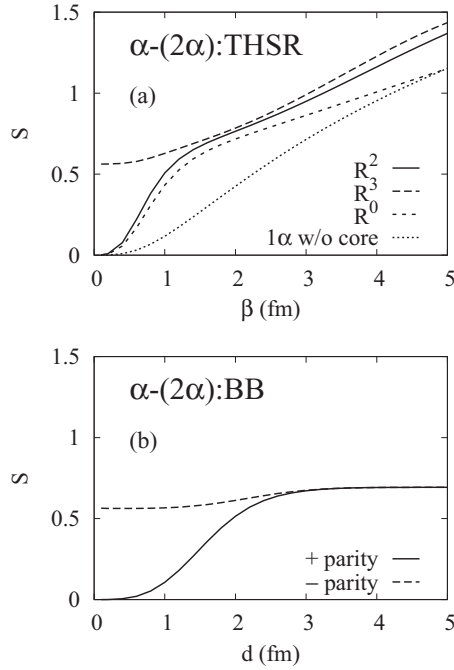 α-(2α):THSR
(a)
S
1.5
1
0.5
0
R²
R³
R⁰
1α w/o core
0 1 2 3 4 5
β (fm)
α-(2α):BB
(b)
S
1.5
1
0.5
0
+ parity
− parity
0 1 2 3 4 5
d (fm)